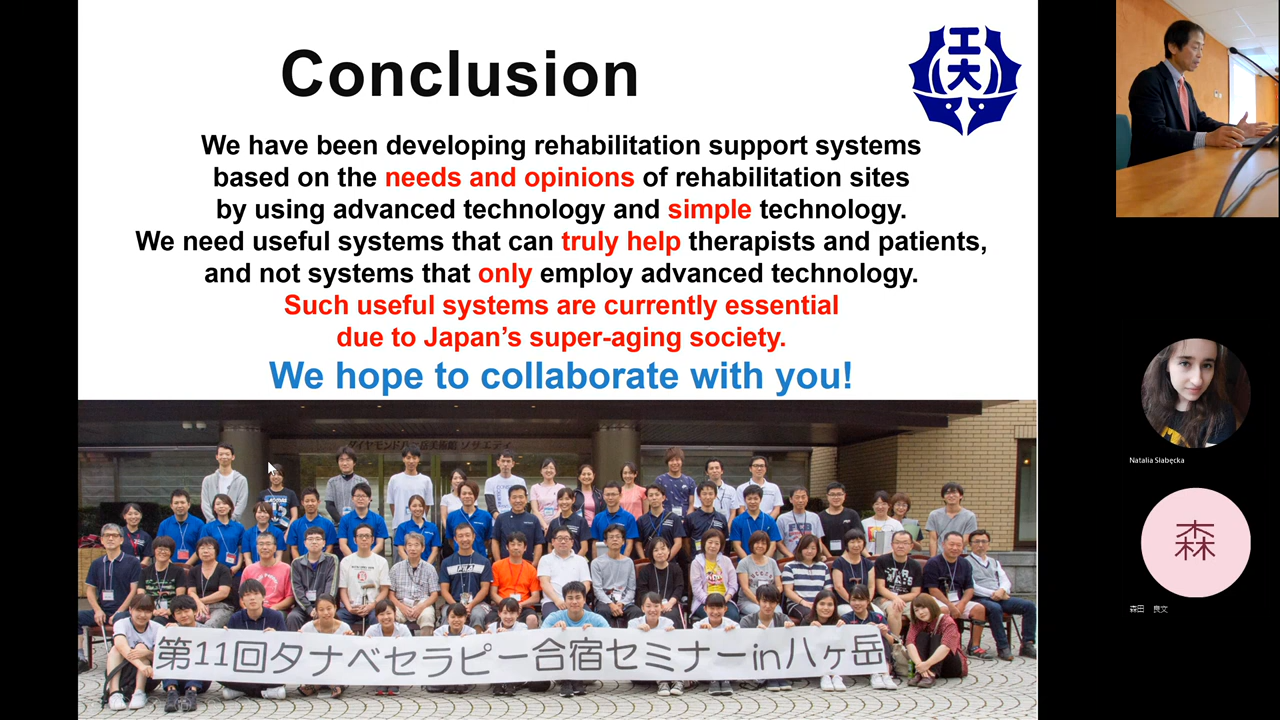 Conclusion
工大
We have been developing rehabilitation support systems
based on the needs and opinions of rehabilitation sites
by using advanced technology and simple technology.
We need useful systems that can truly help therapists and patients,
and not systems that only employ advanced technology.
Such useful systems are currently essential
due to Japan’s super-aging society.
We hope to collaborate with you!
第11回タナベセラピー合宿セミナーin八ヶ岳
Natalia Słabęcka
森
森田 良文